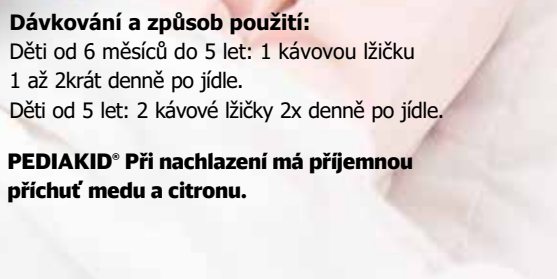 Dávkování a způsob použití:
Děti od 6 měsíců do 5 let: 1 kávovou lžičku
1 až 2krát denně po jídle.
Děti od 5 let: 2 kávové lžičky 2x denně po jídle.
PEDIAKID® Při nachlazení má příjemnou
příchuť medu a citronu.